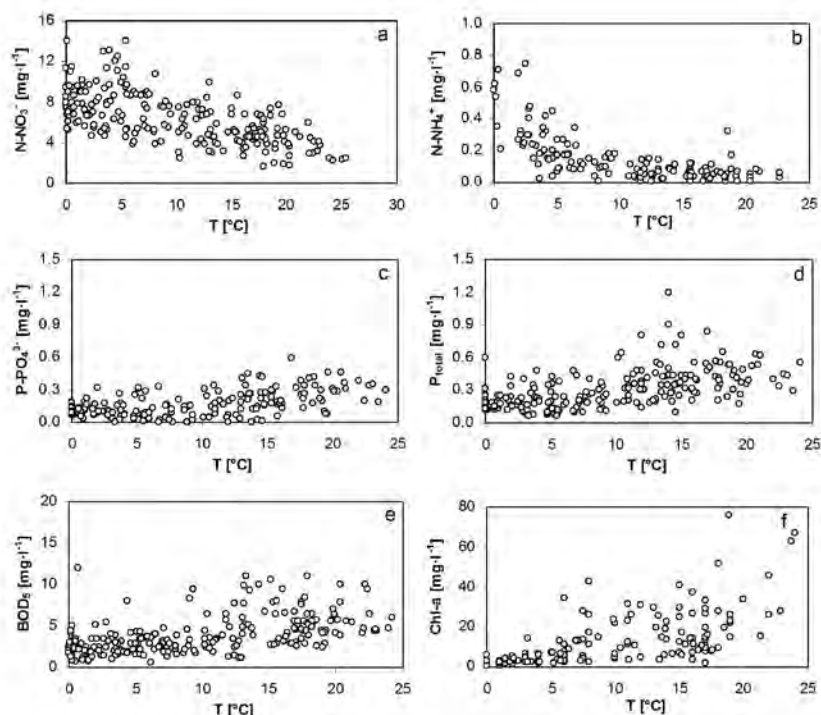 a
N-NO₃⁻ [mg·l⁻¹]
16
12
8
4
0
0 5 10 15 20 25 30
T [°C]
b
N-NH₄⁺ [mg·l⁻¹]
1.0
0.8
0.6
0.4
0.2
0.0
0 5 10 15 20 25
T [°C]
c
P-PO₄³⁻ [mg·l⁻¹]
1.5
1.2
0.9
0.6
0.3
0.0
0 5 10 15 20 25
T [°C]
d
Ptotal [mg·l⁻¹]
1.5
1.2
0.9
0.6
0.3
0.0
0 5 10 15 20 25
T [°C]
e
BOD₅ [mg·l⁻¹]
20
15
10
5
0
0 5 10 15 20 25
T [°C]
f
Chl-a [mg·l⁻¹]
80
60
40
20
0
0 5 10 15 20 25
T [°C]